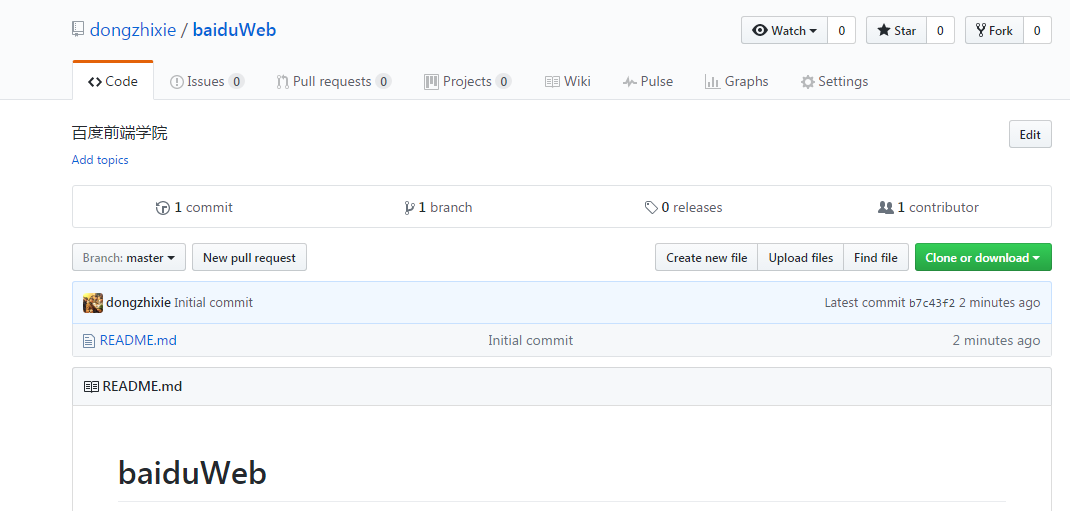 dongzhixie / baiduWeb
Watch 0 Star 0 Fork 0
Code Issues 0 Pull requests 0 Projects 0 Wiki Pulse Graphs Settings
百度前端学院 Edit
Add topics
1 commit 1 branch 0 releases 1 contributor
Branch: master New pull request Create new file Upload files Find file Clone or download
dongzhixie Initial commit Latest commit b7c43f2 2 minutes ago
README.md Initial commit 2 minutes ago
README.md
baiduWeb